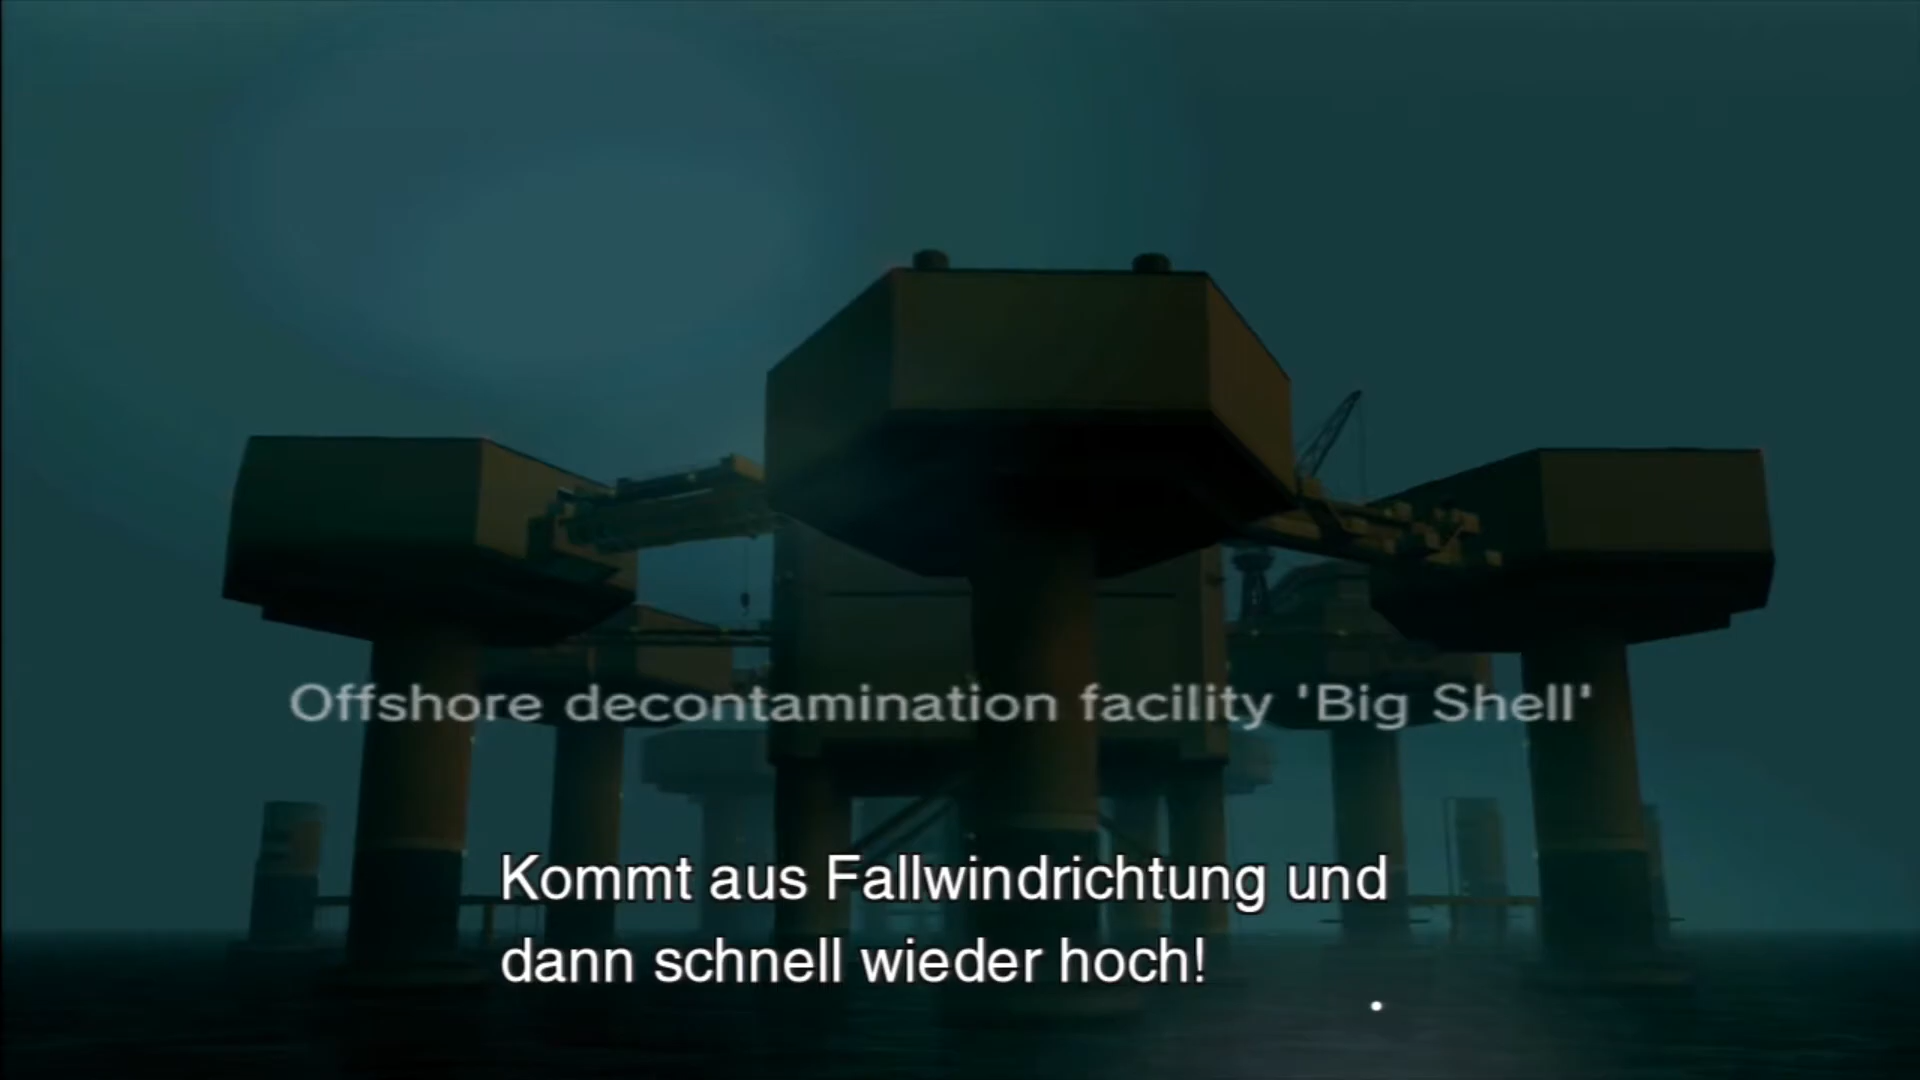 Offshore decontamination facility 'Big Shell'
Kommt aus Fallwindrichtung und
dann schnell wieder hoch!